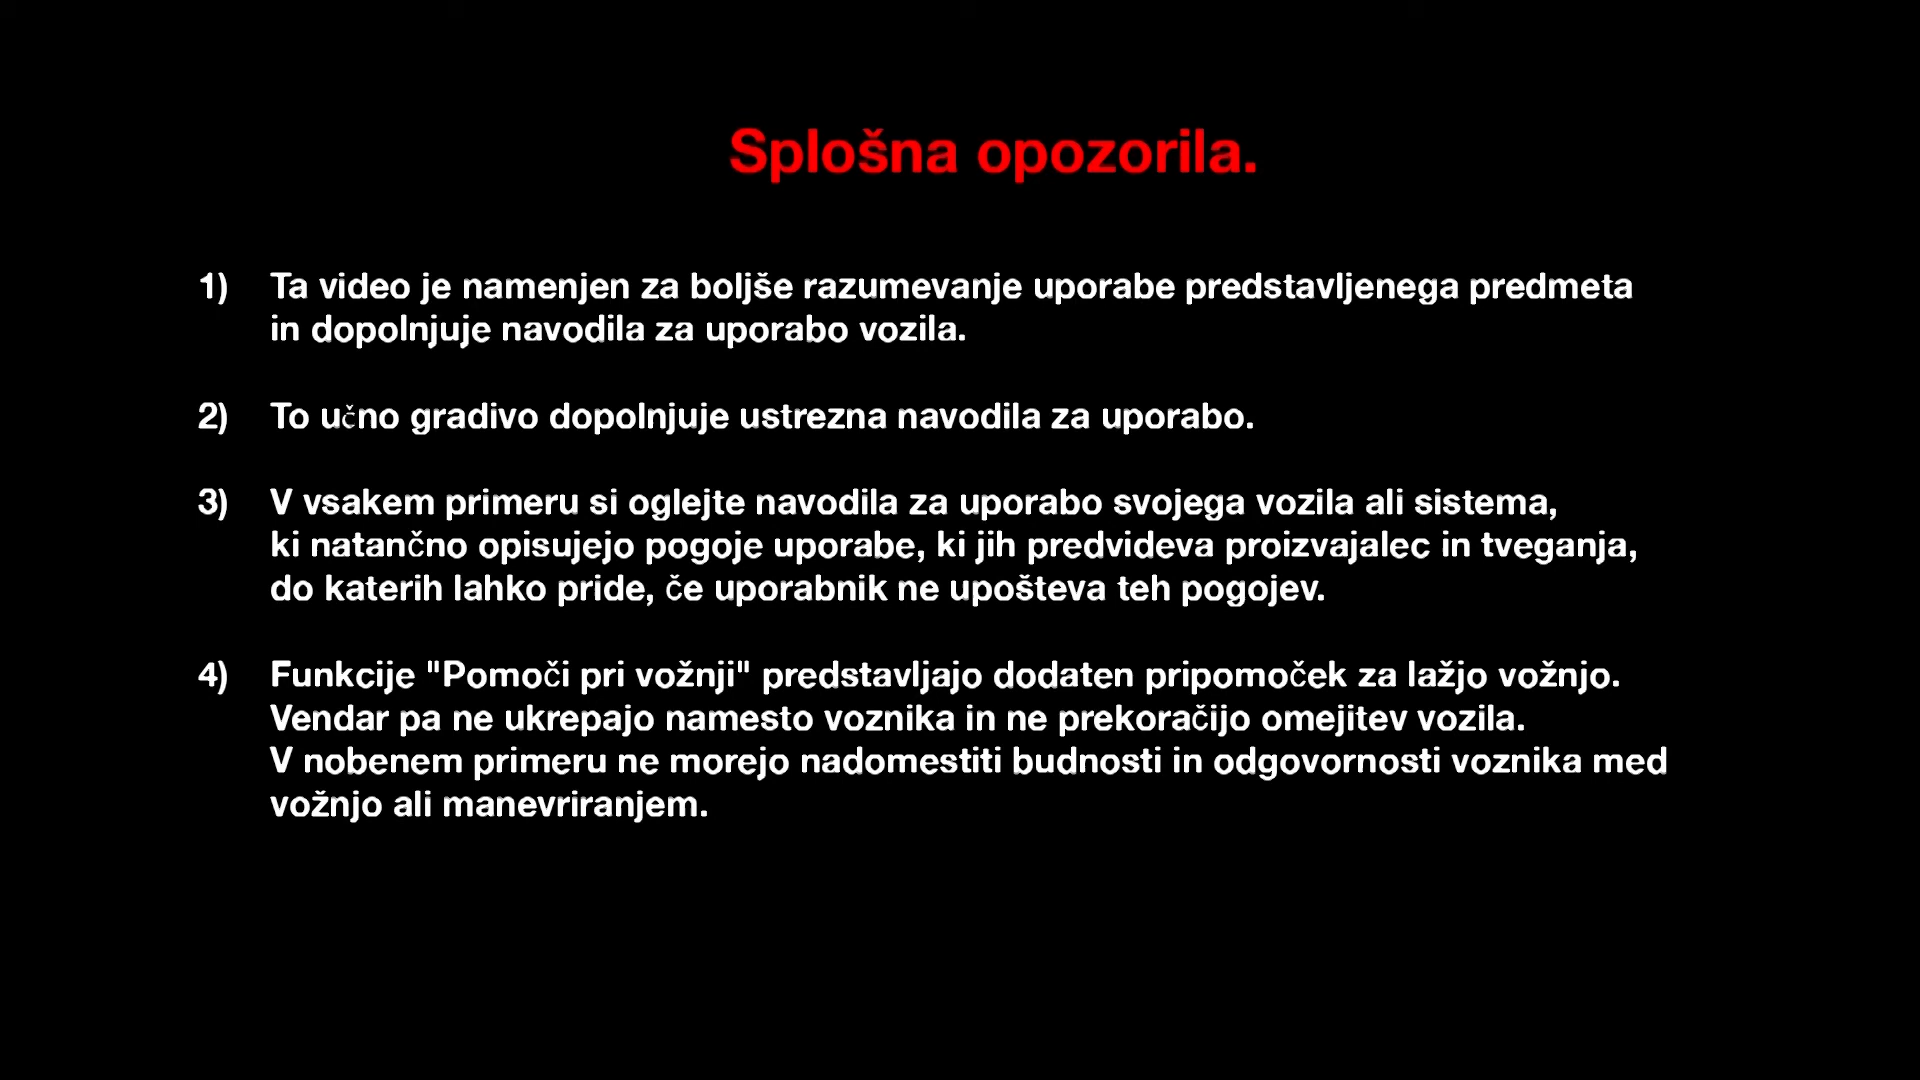 Splošna opozorila.
1) Ta video je namenjen za boljše razumevanje uporabe predstavljenega predmeta
in dopolnjuje navodila za uporabo vozila.
2) To učno gradivo dopolnjuje ustrezna navodila za uporabo.
3) V vsakem primeru si oglejte navodila za uporabo svojega vozila ali sistema,
ki natančno opisujejo pogoje uporabe, ki jih predvideva proizvajalec in tveganja,
do katerih lahko pride, če uporabnik ne upošteva teh pogojev.
4) Funkcije "Pomoči pri vožnji" predstavljajo dodaten pripomoček za lažjo vožnjo.
Vendar pa ne ukrepajo namesto voznika in ne prekoračijo omejitev vozila.
V nobenem primeru ne morejo nadomestiti budnosti in odgovornosti voznika med
vožnjo ali manevriranjem.